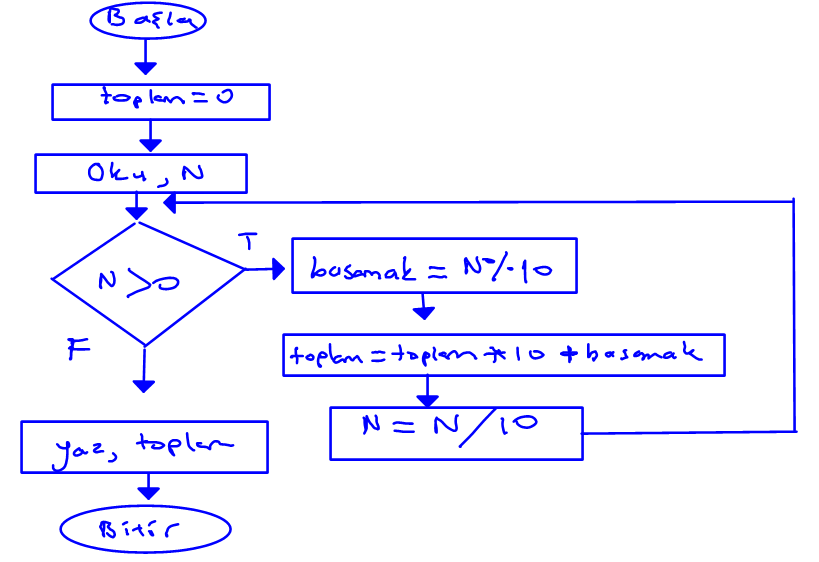 Başla
toplam = 0
Oku, N
N > 0
T
basamak = N % 10
toplam = toplam * 10 + basamak
N = N / 10
F
yaz, toplam
Bitir